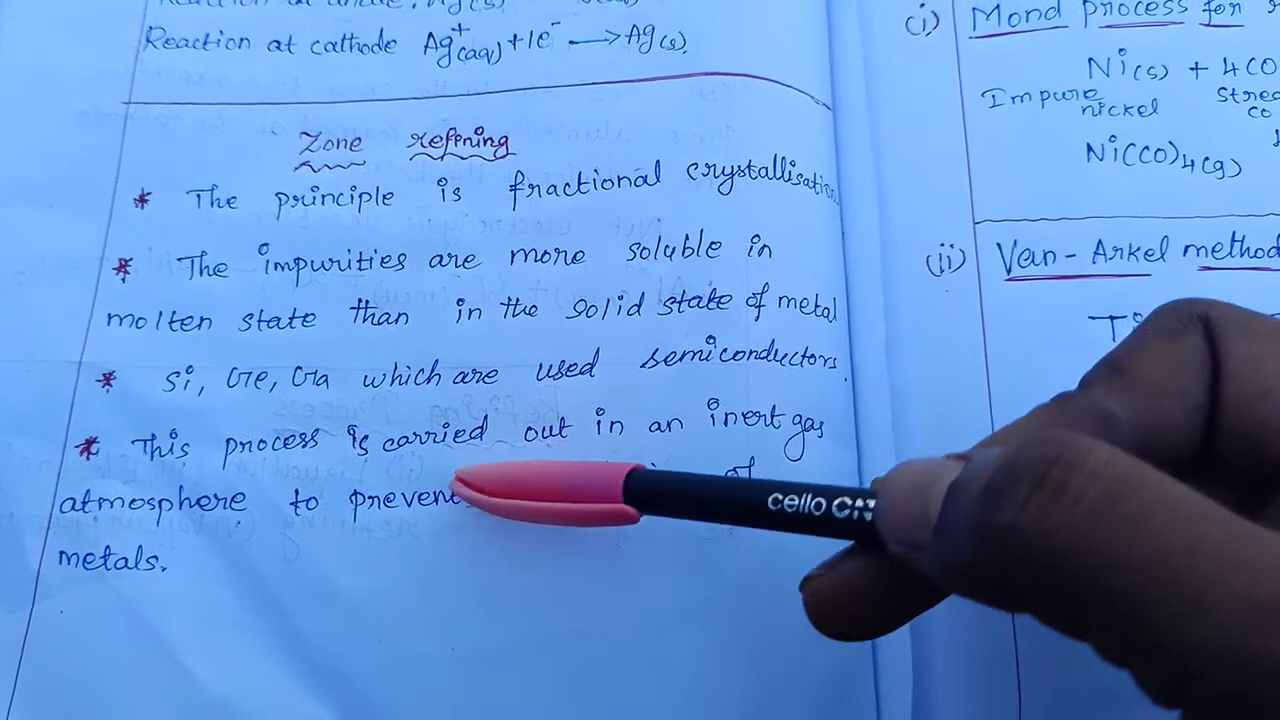 Reaction at cathode Ag⁺(aq) + 1e⁻ ⟶ Ag(s).
Zone refining
* The principle is fractional crystallisation.
* The impurities are more soluble in
molten state than in the solid state of metal
* Si, Ge, Ga which are used semiconductors.
* This process is carried out in an inert gas
atmosphere to prevent of
metals.
(i) Mond process for
Ni(s) + 4CO
Impure nickel
CO
Ni(CO)4(g)
(ii) Van-Arkel method
Ti
cello